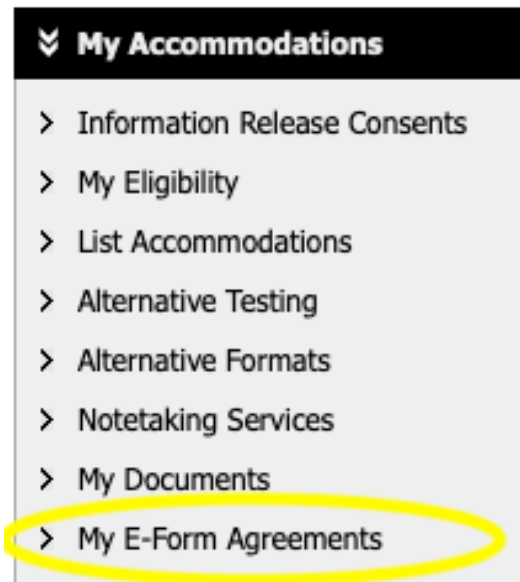 My Accommodations
Information Release Consents
My Eligibility
List Accommodations
Alternative Testing
Alternative Formats
Notetaking Services
My Documents
My E-Form Agreements